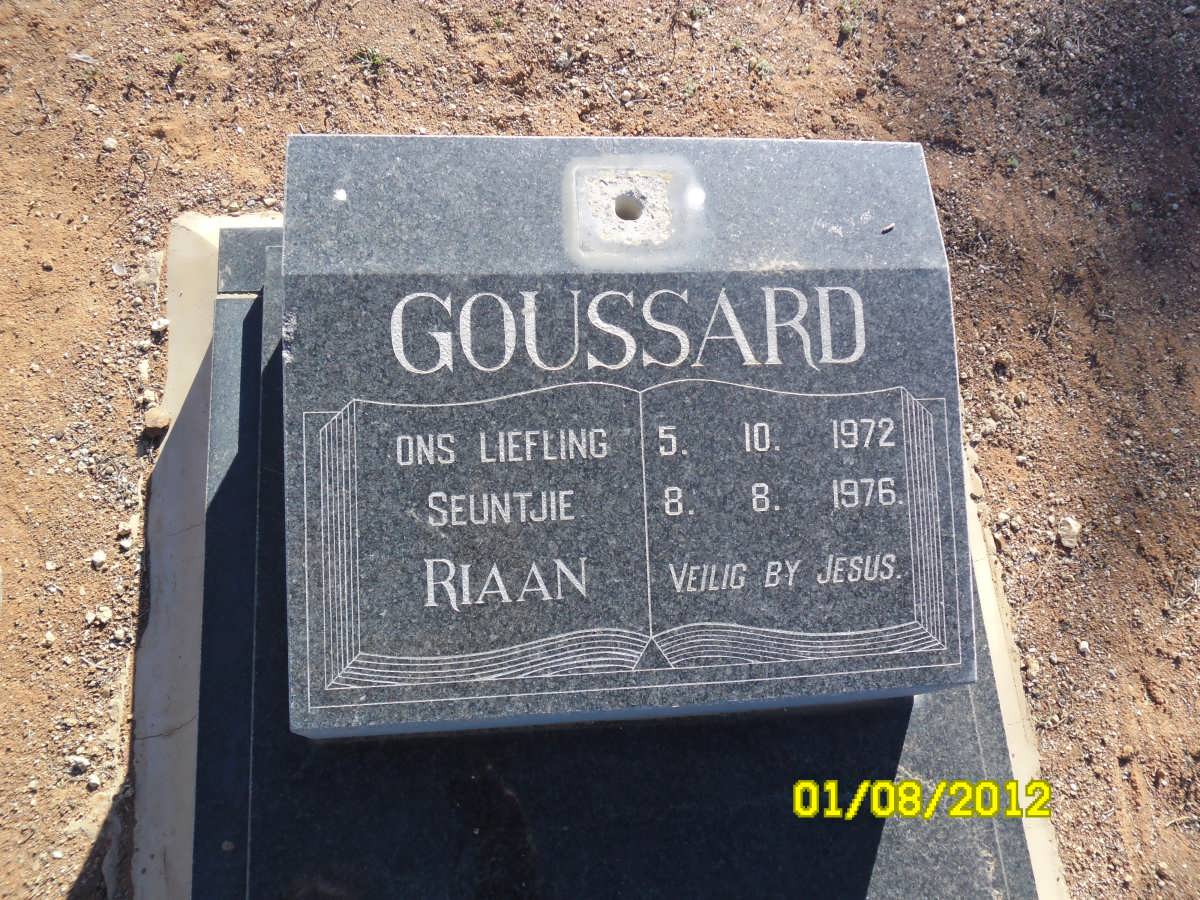 GOUSSARD
ONS LIEFLING
SEUNTJIE
RIAAN
5. 10. 1972
8. 8. 1976.
VEILIG BY JESUS.
01/08/2012